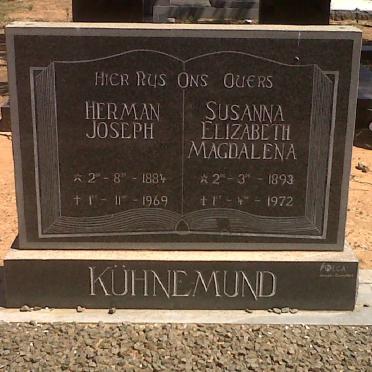 Hier Rus Ons Ouers
Herman
Joseph
☆ 2 - 8 - 1884
† 1 - 11 - 1969
Susanna
Elizabeth
Magdalena
☆ 2 - 3 - 1893
† 1 - 4 - 1972
Kühnemund